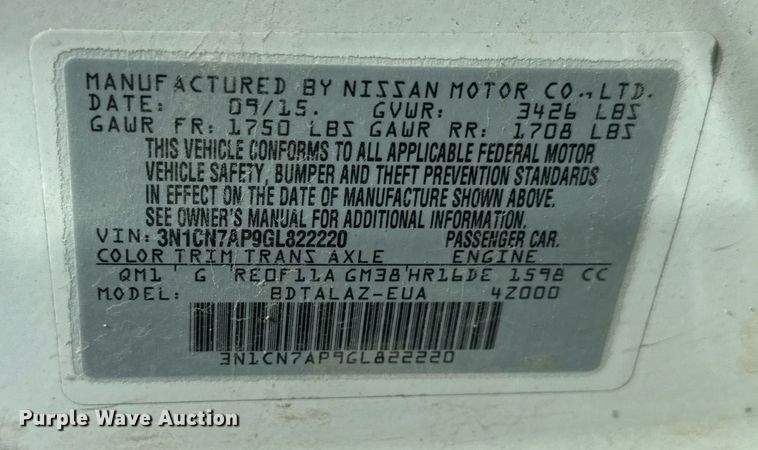 MANUFACTURED BY NISSAN MOTOR CO., LTD.
DATE: 09/15. GVWR: 3426 LBS
GAWR FR: 1750 LBS GAWR RR: 1708 LBS
THIS VEHICLE CONFORMS TO ALL APPLICABLE FEDERAL MOTOR
VEHICLE SAFETY, BUMPER AND THEFT PREVENTION STANDARDS
IN EFFECT ON THE DATE OF MANUFACTURE SHOWN ABOVE.
SEE OWNER'S MANUAL FOR ADDITIONAL INFORMATION.
VIN: 3N1CN7AP9GL822220 PASSENGER CAR.
COLOR TRIM TRANS AXLE ENGINE
QM1 G RE0F11A GM38 HR16DE 1598 CC
MODEL: BDTALAZ-EUA 4Z000
3N1CN7AP9GL822220
Purple Wave Auction